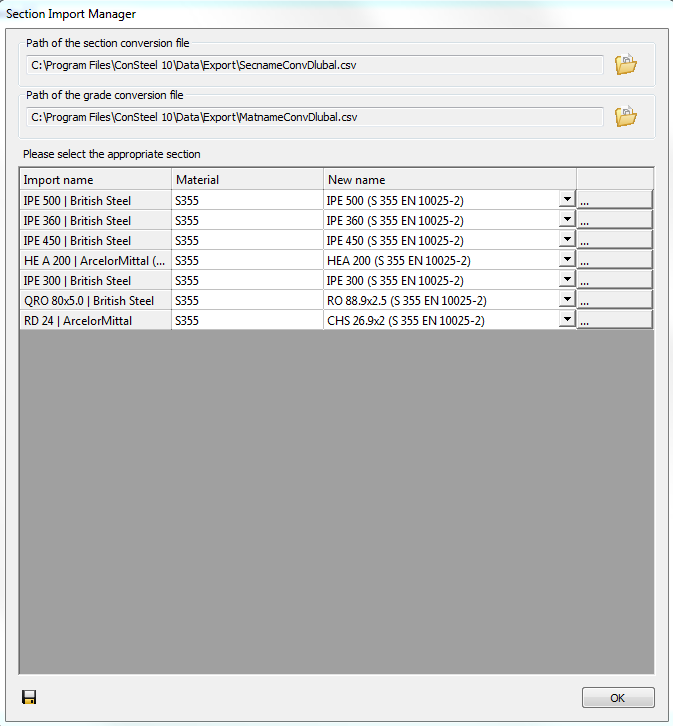 Section Import Manager
Path of the section conversion file
C:\Program Files\ConSteel 10\Data\Export\SecnameConvDlubal.csv
Path of the grade conversion file
C:\Program Files\ConSteel 10\Data\Export\MatnameConvDlubal.csv
Please select the appropriate section
Import name Material New name
IPE 500 | British Steel S355 IPE 500 (S 355 EN 10025-2) ...
IPE 360 | British Steel S355 IPE 360 (S 355 EN 10025-2) ...
IPE 450 | British Steel S355 IPE 450 (S 355 EN 10025-2) ...
HE A 200 | ArcelorMittal (... S355 HEA 200 (S 355 EN 10025-2) ...
IPE 300 | British Steel S355 IPE 300 (S 355 EN 10025-2) ...
QRO 80x5.0 | British Steel S355 RO 88.9x2.5 (S 355 EN 10025-2) ...
RD 24 | ArcelorMittal S355 CHS 26.9x2 (S 355 EN 10025-2) ...
OK